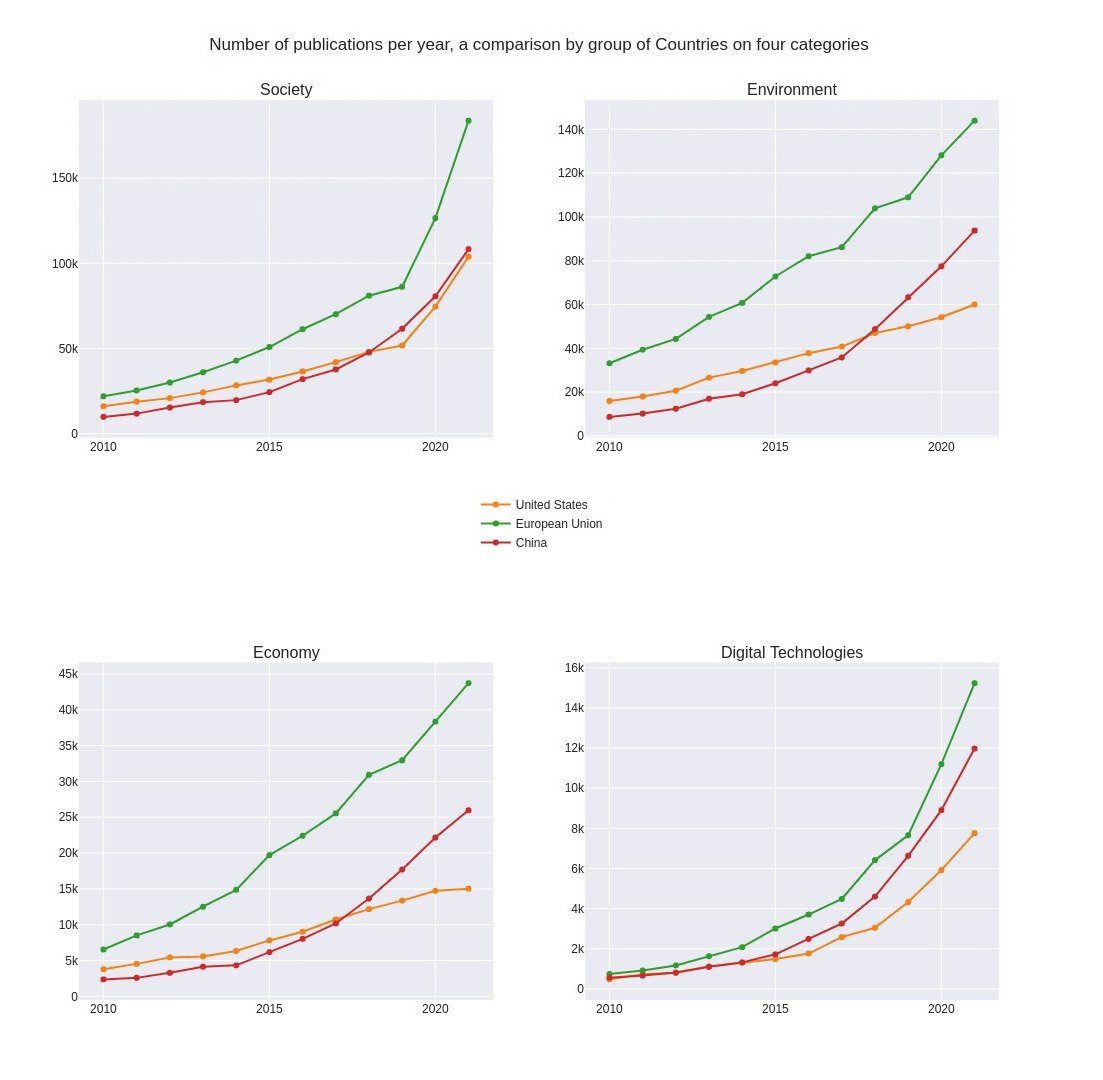 Number of publications per year, a comparison by group of Countries on four categories
Society
150k
100k
50k
0
2010 2015 2020
Environment
140k
120k
100k
80k
60k
40k
20k
0
2010 2015 2020
United States
European Union
China
Economy
45k
40k
35k
30k
25k
20k
15k
10k
5k
0
2010 2015 2020
Digital Technologies
16k
14k
12k
10k
8k
6k
4k
2k
0
2010 2015 2020